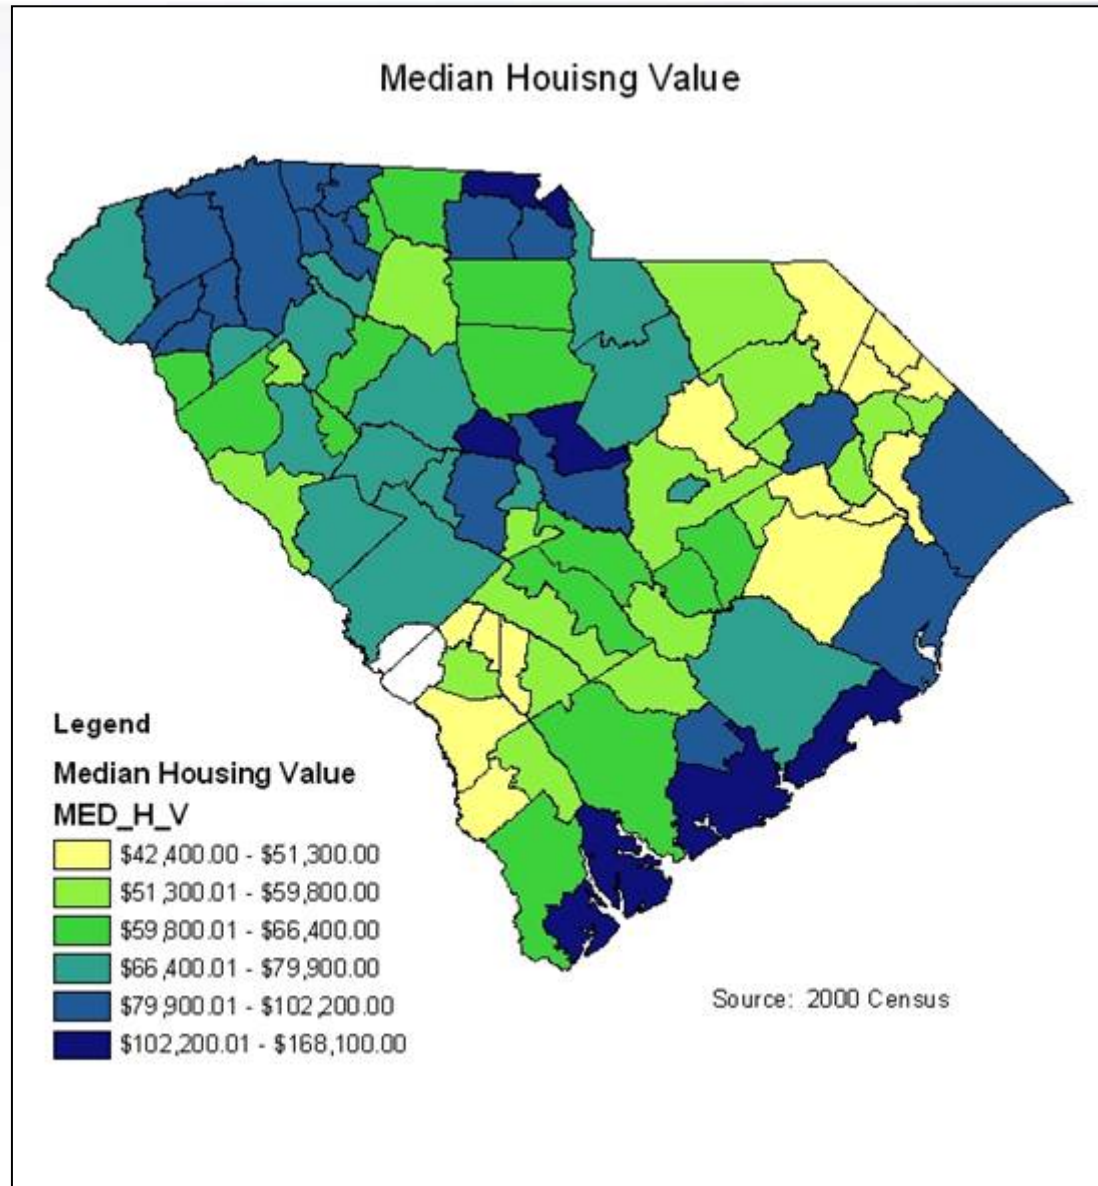 Median Houisng Value
Legend
Median Housing Value
MED_H_V
$42,400.00 - $51,300.00
$51,300.01 - $59,800.00
$59,800.01 - $66,400.00
$66,400.01 - $79,900.00
$79,900.01 - $102,200.00
$102,200.01 - $168,100.00
Source: 2000 Census